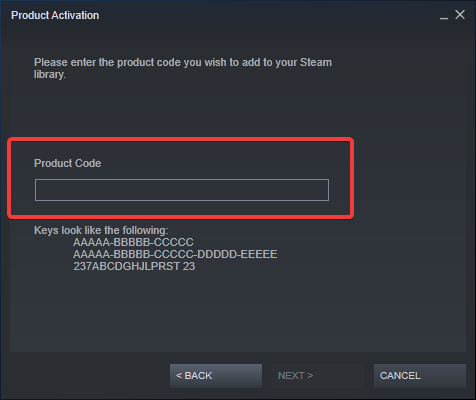 Product Activation
Please enter the product code you wish to add to your Steam
library.
Product Code
Keys look like the following:
AAAAA-BBBBB-CCCCC
AAAAA-BBBBB-CCCCC-DDDDD-EEEEE
237ABCDGHJLPRST 23
< BACK
NEXT >
CANCEL